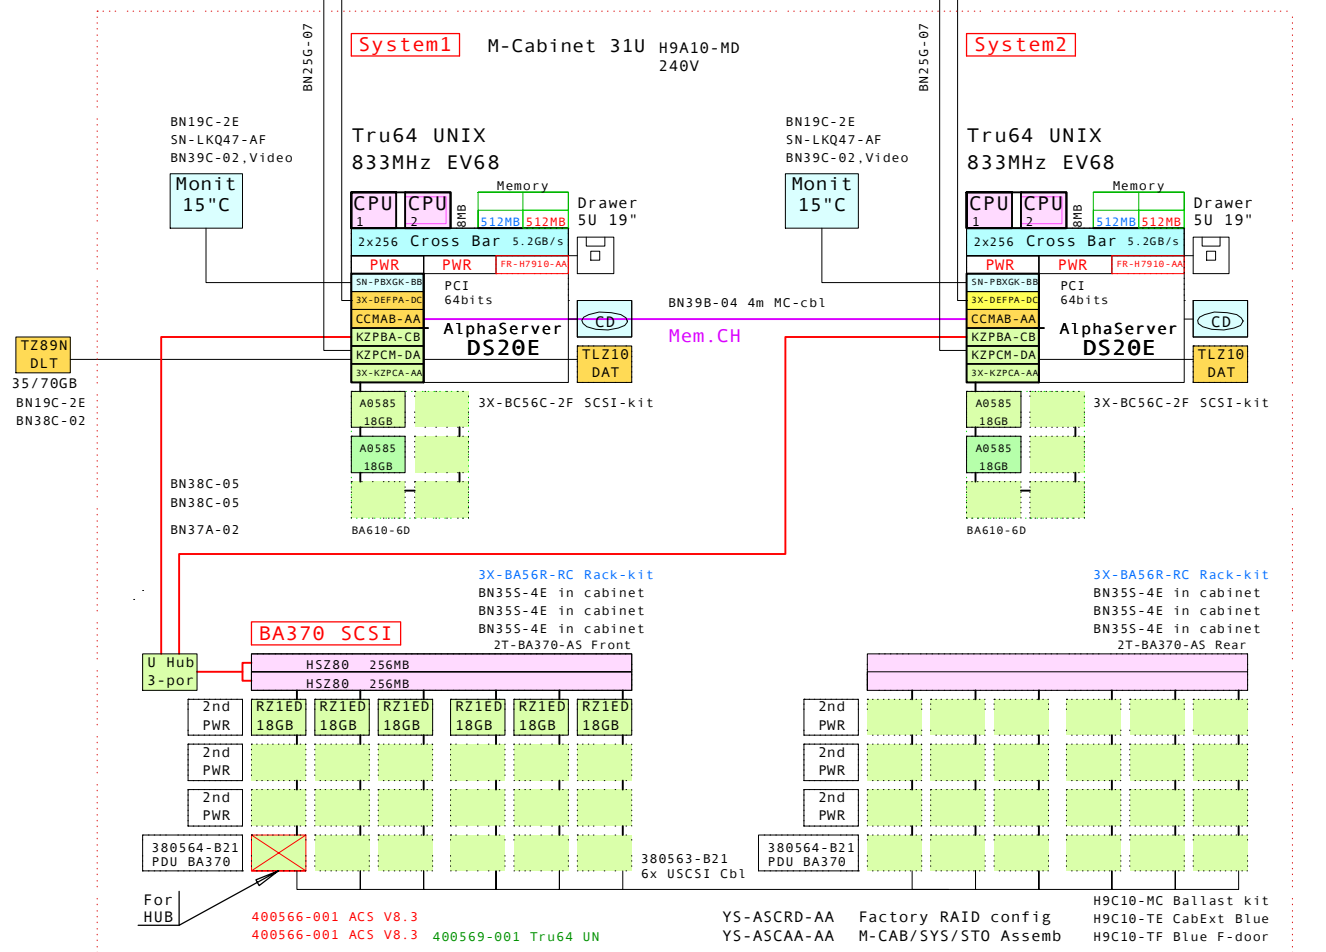 BN25G-07
System1
M-Cabinet 31U H9A10-MD
240V
BN25G-07
System2
BN19C-2E
SN-LKQ47-AF
BN39C-02,Video
Tru64 UNIX
833MHz EV68
Monit
15"C
CPU
1
CPU
2
8MB
Memory
512MB
512MB
Drawer
5U 19"
2x256 Cross Bar 5.2GB/s
PWR
PWR
FR-H7910-AA
SN-PBXGK-BB
3X-DEFPA-DC
CCMAB-AA
KZPBA-CB
KZPCM-DA
3X-KZPCA-AA
PCI
64bits
AlphaServer
DS20E
CD
TLZ10
DAT
BN39B-04 4m MC-cbl
Mem.CH
BN19C-2E
SN-LKQ47-AF
BN39C-02,Video
Tru64 UNIX
833MHz EV68
Monit
15"C
CPU
1
CPU
2
8MB
Memory
512MB
512MB
Drawer
5U 19"
2x256 Cross Bar 5.2GB/s
PWR
PWR
FR-H7910-AA
SN-PBXGK-BB
3X-DEFPA-DC
CCMAB-AA
KZPBA-CB
KZPCM-DA
3X-KZPCA-AA
PCI
64bits
AlphaServer
DS20E
CD
TLZ10
DAT
TZ89N
DLT
35/70GB
BN19C-2E
BN38C-02
A0585
18GB
A0585
18GB
3X-BC56C-2F SCSI-kit
BA610-6D
A0585
18GB
A0585
18GB
3X-BC56C-2F SCSI-kit
BA610-6D
BN38C-05
BN38C-05
BN37A-02
3X-BA56R-RC Rack-kit
BN35S-4E in cabinet
BN35S-4E in cabinet
BN35S-4E in cabinet
2T-BA370-AS Front
3X-BA56R-RC Rack-kit
BN35S-4E in cabinet
BN35S-4E in cabinet
BN35S-4E in cabinet
2T-BA370-AS Rear
BA370 SCSI
U Hub
3-por
HSZ80 256MB
HSZ80 256MB
2nd
PWR
RZ1ED
18GB
RZ1ED
18GB
RZ1ED
18GB
RZ1ED
18GB
RZ1ED
18GB
RZ1ED
18GB
2nd
PWR
2nd
PWR
380564-B21
PDU BA370
2nd
PWR
2nd
PWR
2nd
PWR
380564-B21
PDU BA370
380563-B21
6x USCSI Cbl
For
HUB
400566-001 ACS V8.3
400566-001 ACS V8.3
400569-001 Tru64 UN
YS-ASCRD-AA Factory RAID config
YS-ASCAA-AA M-CAB/SYS/STO Assemb
H9C10-MC Ballast kit
H9C10-TE CabExt Blue
H9C10-TF Blue F-door